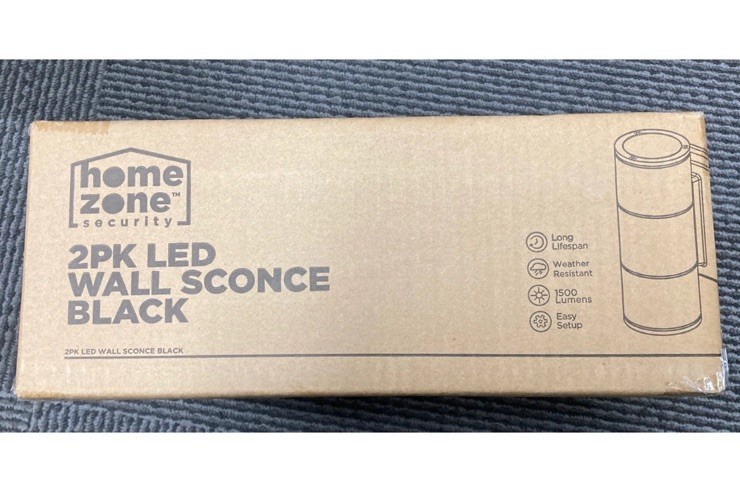 home
zone™
security
2PK LED
WALL SCONCE
BLACK
2PK LED WALL SCONCE BLACK
Long
Lifespan
Weather
Resistant
1500
Lumens
Easy
Setup